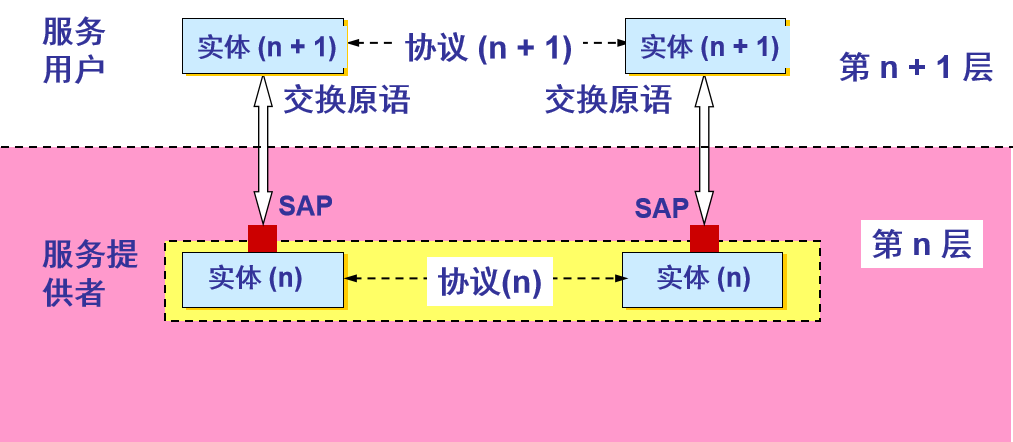 服务
用户
实体 (n + 1)
协议 (n + 1)
实体 (n + 1)
第 n + 1 层
交换原语
交换原语
SAP
SAP
服务提
供者
实体 (n)
协议(n)
实体 (n)
第 n 层